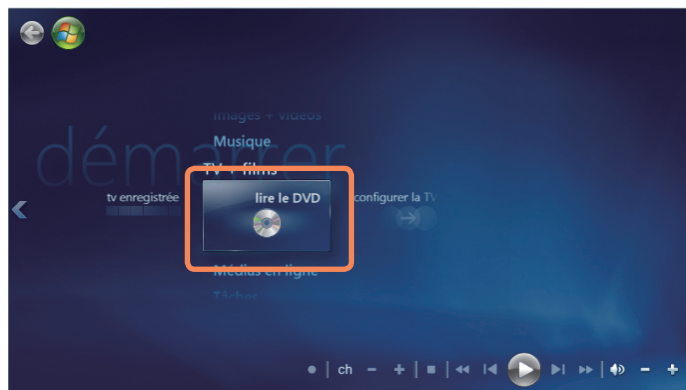 images + vidéos
démarrer
Musique
TV + films
tv enregistrée
lire le DVD
configurer la TV
Médias en ligne
Tâches
ch